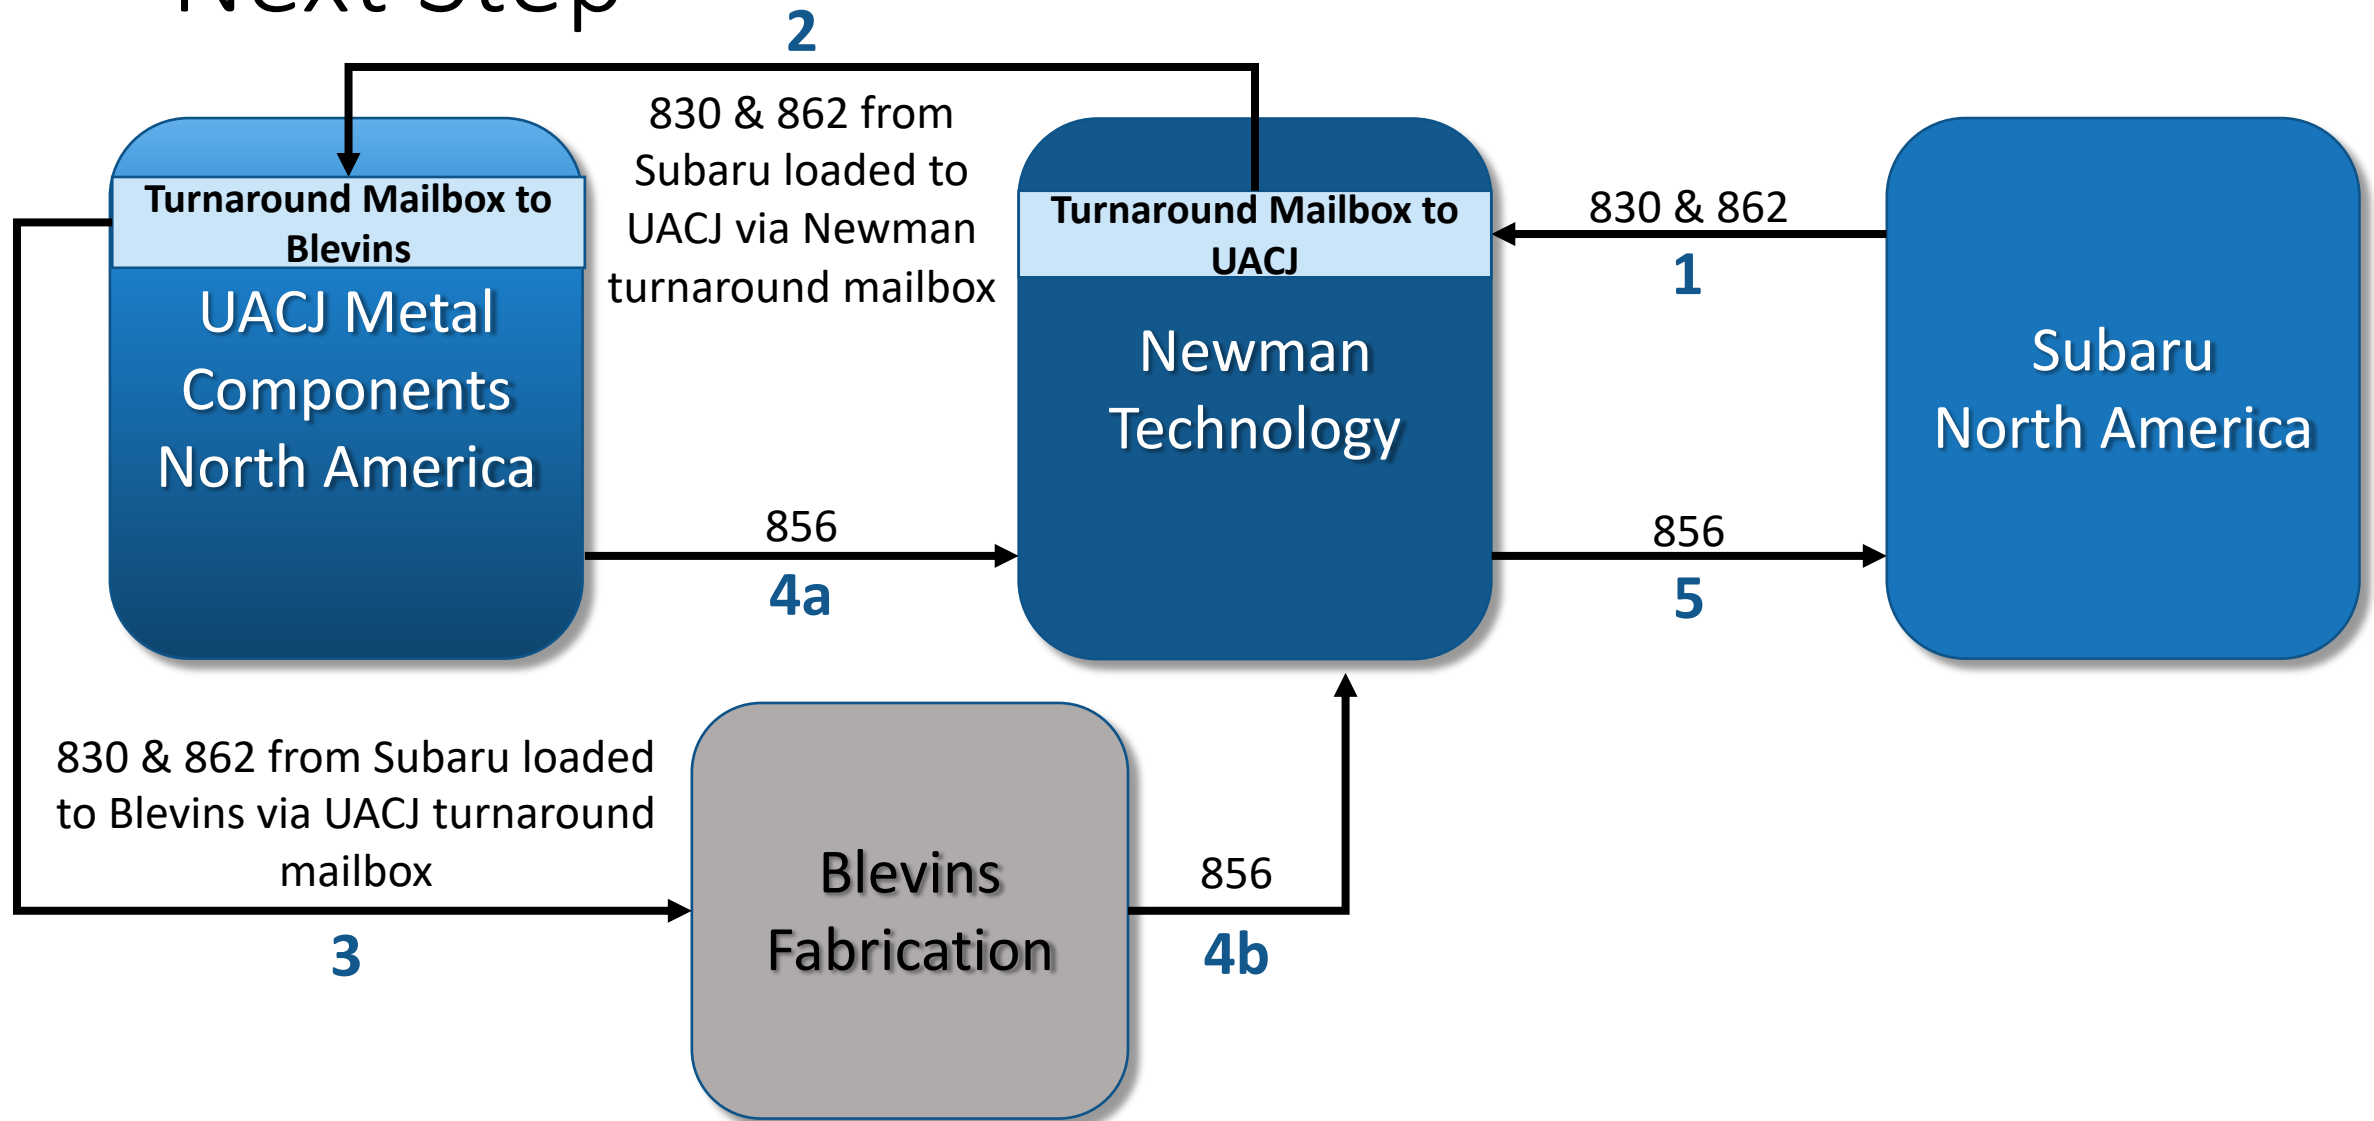 Next Step
2
830 & 862 from
Subaru loaded to
UACJ via Newman
turnaround mailbox
Turnaround Mailbox to
Blevins
UACJ Metal
Components
North America
Turnaround Mailbox to
UACJ
Newman
Technology
830 & 862
1
Subaru
North America
856
4a
856
5
830 & 862 from Subaru loaded
to Blevins via UACJ turnaround
mailbox
3
Blevins
Fabrication
856
4b